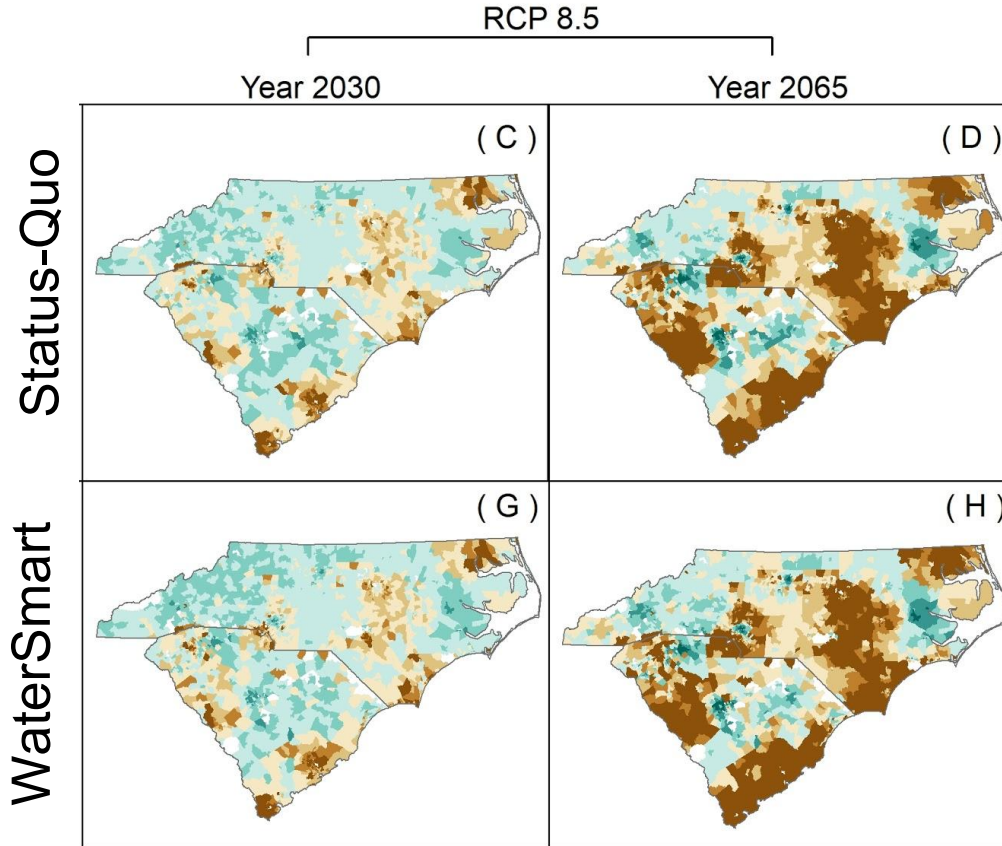 RCP 8.5
Year 2030
Year 2065
Status-Quo
( C )
( D )
WaterSmart
( G )
( H )